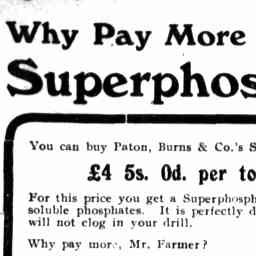 Why Pay More
Superphos
You can buy Paton, Burns & Co.'s S
£4 5s. 0d. per to
For this price you get a Superphosph
soluble phosphates. It is perfectly d
will not clog in your drill.
Why pay more, Mr. Farmer?